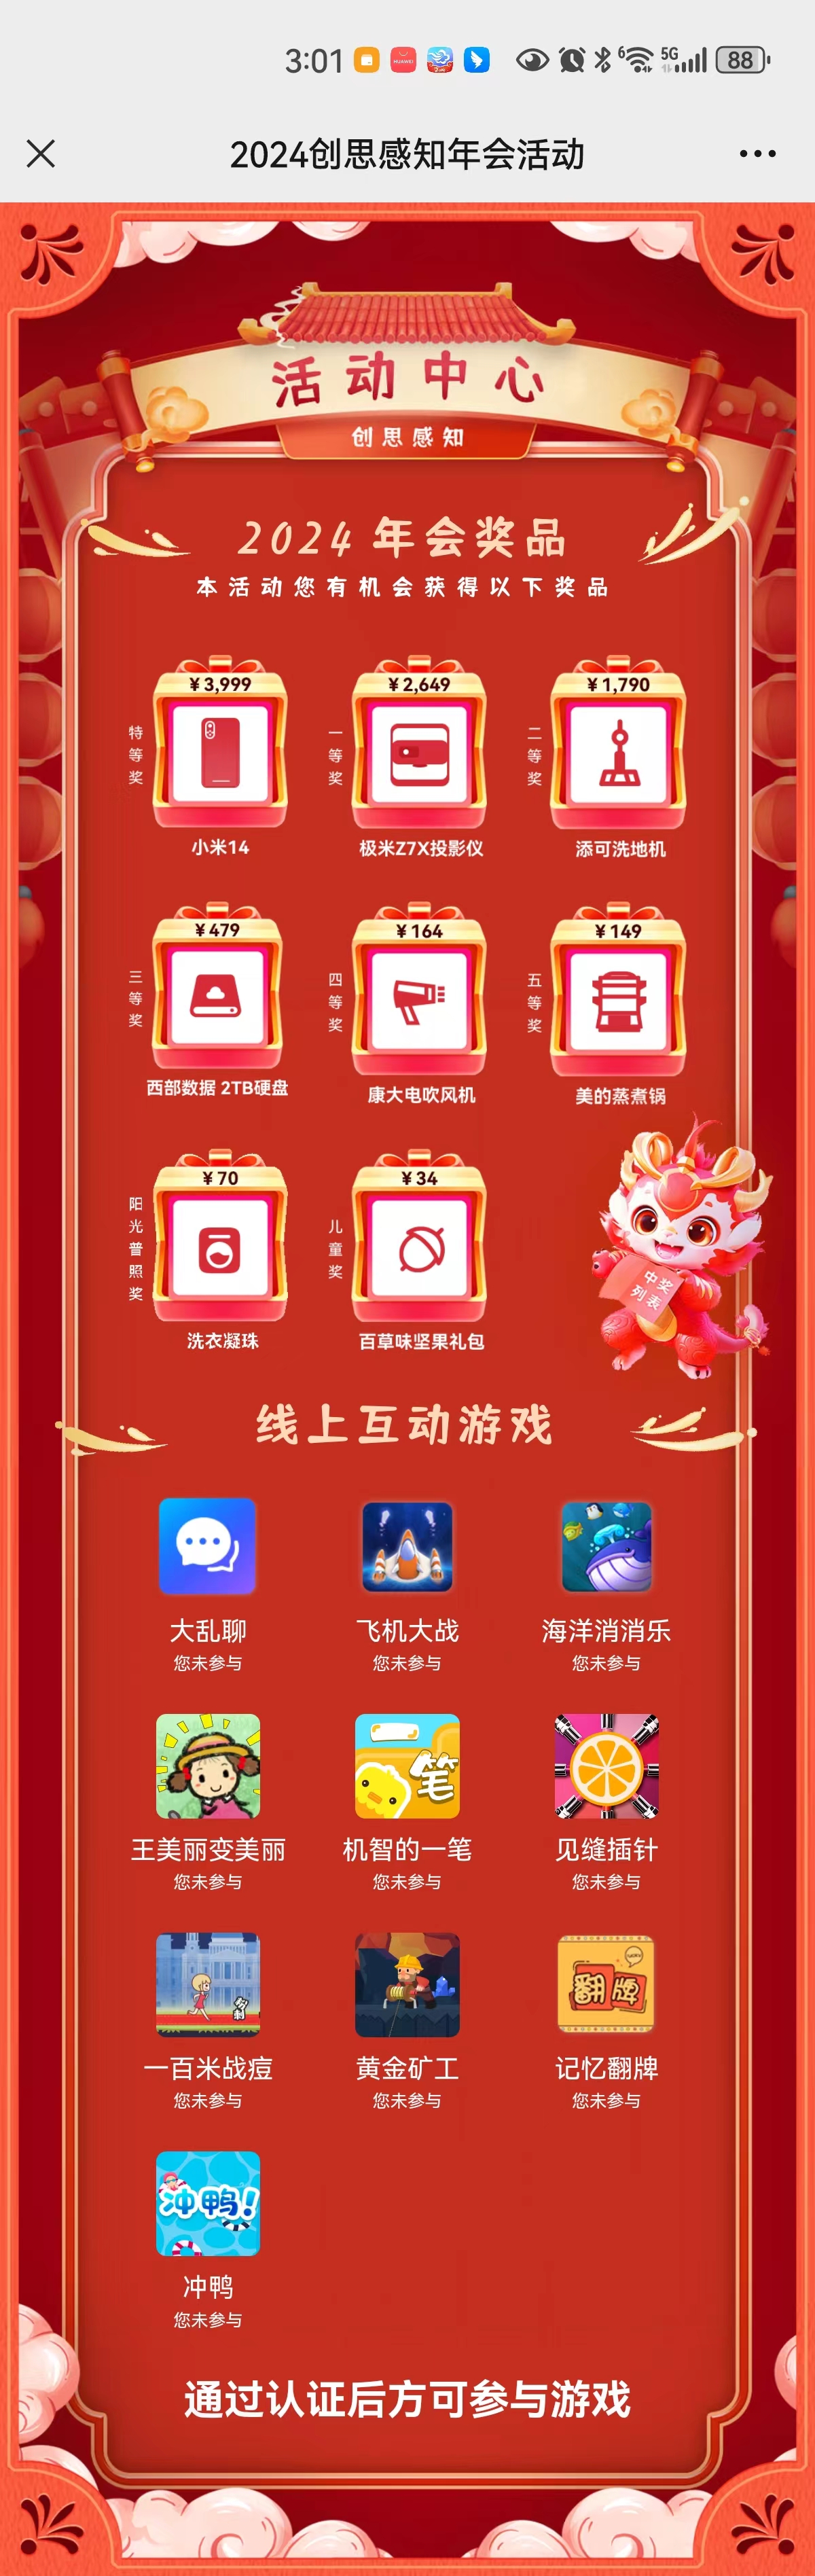 3:01
HUAWEI
6
5G
88
2024创思感知年会活动
活动中心
创思感知
2024 年会奖品
本活动您有机会获得以下奖品
¥3,999
¥2,649
¥1,790
特等奖
一等奖
二等奖
小米14
极米Z7X投影仪
添可洗地机
¥479
¥164
¥149
三等奖
四等奖
五等奖
西部数据 2TB硬盘
康大电吹风机
美的蒸煮锅
¥70
¥34
阳光普照奖
儿童奖
中奖
列表
洗衣凝珠
百草味坚果礼包
线上互动游戏
大乱聊
飞机大战
海洋消消乐
您未参与
您未参与
您未参与
笔
王美丽变美丽
机智的一笔
见缝插针
您未参与
您未参与
您未参与
翻牌
一百米战痘
黄金矿工
记忆翻牌
您未参与
您未参与
您未参与
冲鸭!
冲鸭
您未参与
通过认证后方可参与游戏